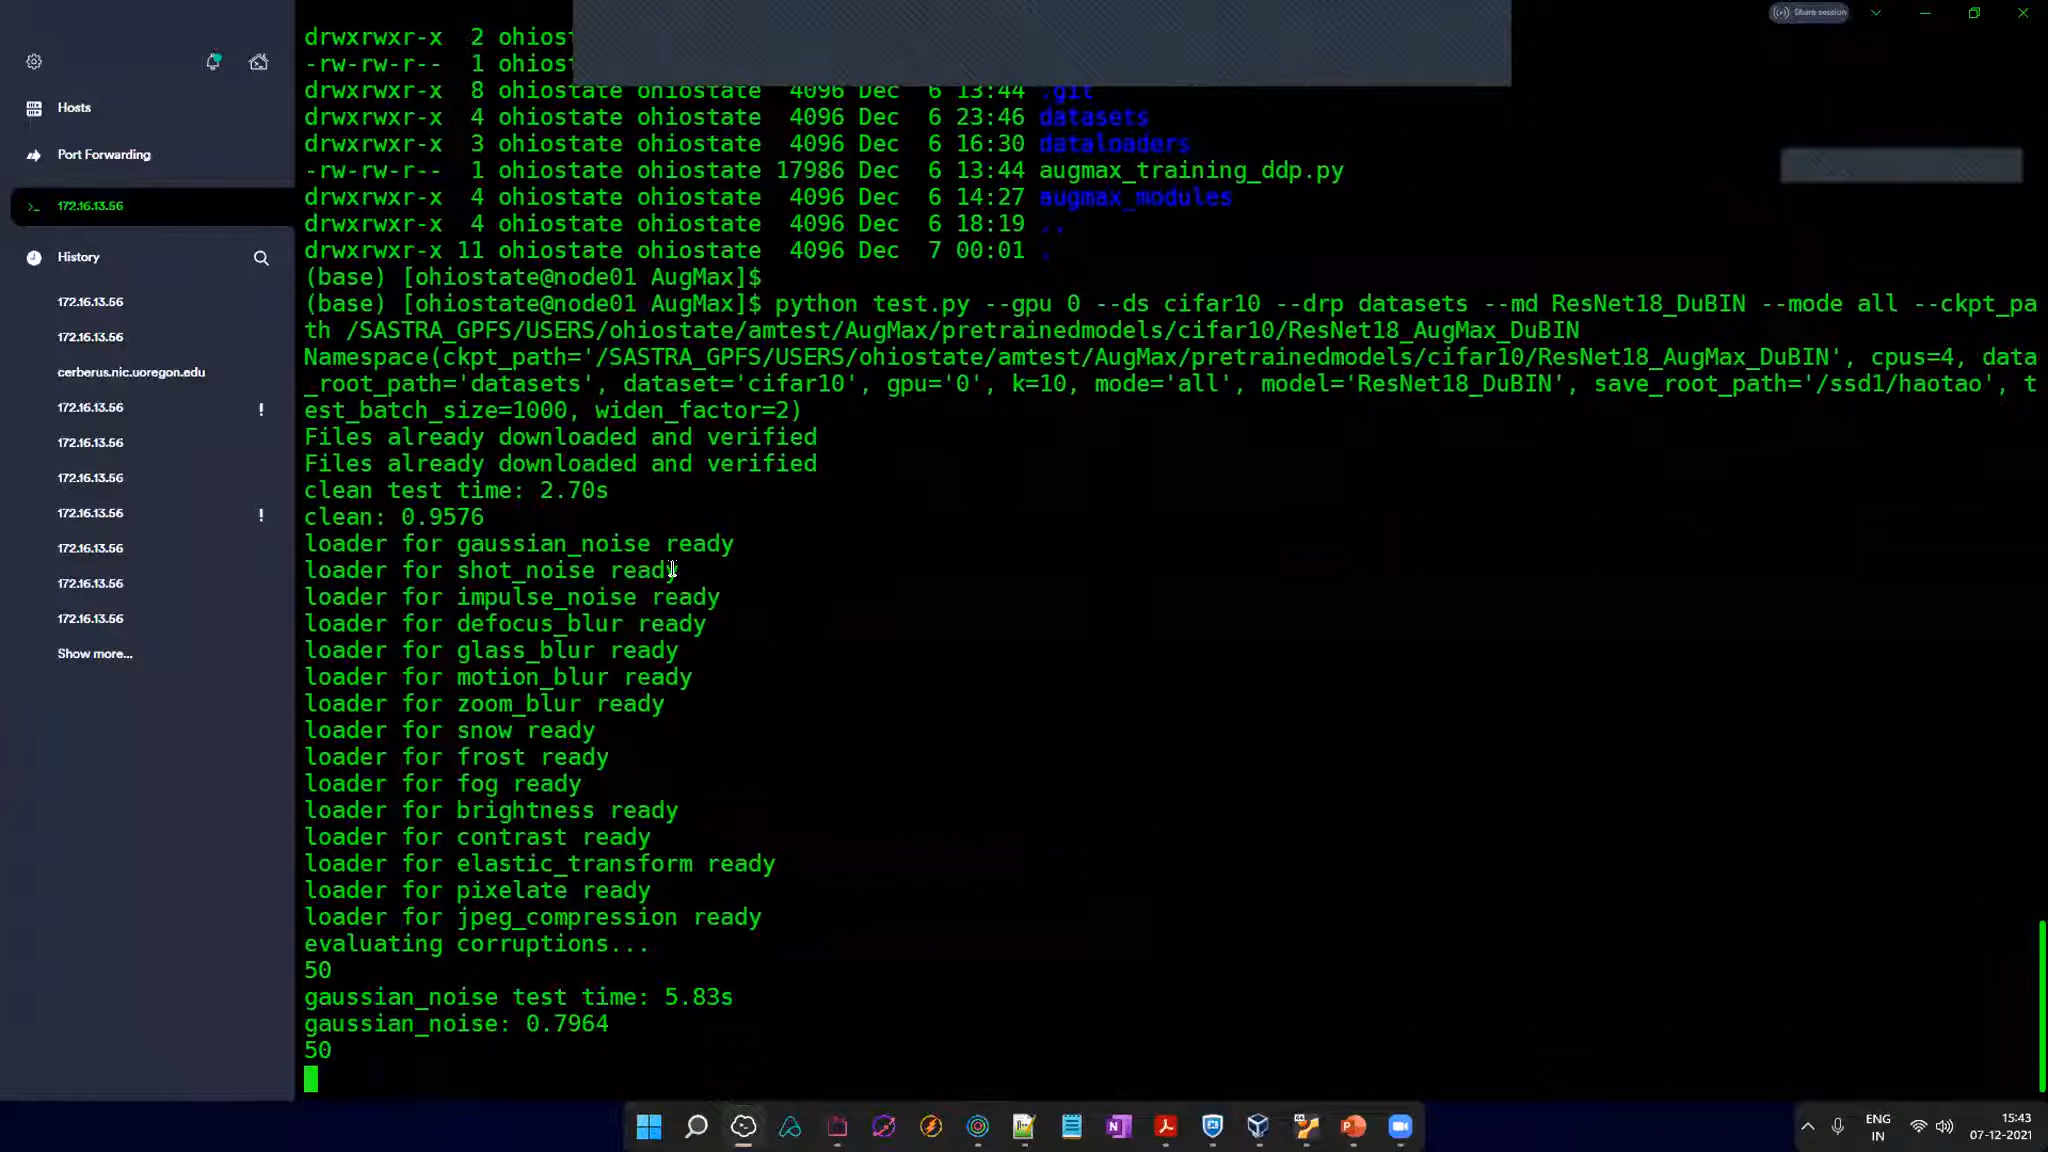 Share session
Hosts
Port Forwarding
172.16.13.56
History
172.16.13.56
172.16.13.56
cerberus.nic.uoregon.edu
172.16.13.56 !
172.16.13.56
172.16.13.56
172.16.13.56 !
172.16.13.56
172.16.13.56
172.16.13.56
Show more...
drwxrwxr-x  2 ohiost
-rw-rw-r--  1 ohiost
drwxrwxr-x  8 ohiostate ohiostate  4096 Dec  6 13:44 .git
drwxrwxr-x  4 ohiostate ohiostate  4096 Dec  6 23:46 datasets
drwxrwxr-x  3 ohiostate ohiostate  4096 Dec  6 16:30 dataloaders
-rw-rw-r--  1 ohiostate ohiostate 17986 Dec  6 13:44 augmax_training_ddp.py
drwxrwxr-x  4 ohiostate ohiostate  4096 Dec  6 14:27 augmax_modules
drwxrwxr-x  4 ohiostate ohiostate  4096 Dec  6 18:19 ..
drwxrwxr-x 11 ohiostate ohiostate  4096 Dec  7 00:01 .
(base) [ohiostate@node01 AugMax]$
(base) [ohiostate@node01 AugMax]$ python test.py --gpu 0 --ds cifar10 --drp datasets --md ResNet18_DuBIN --mode all --ckpt_pa
th /SASTRA_GPFS/USERS/ohiostate/amtest/AugMax/pretrainedmodels/cifar10/ResNet18_AugMax_DuBIN
Namespace(ckpt_path='/SASTRA_GPFS/USERS/ohiostate/amtest/AugMax/pretrainedmodels/cifar10/ResNet18_AugMax_DuBIN', cpus=4, data
_root_path='datasets', dataset='cifar10', gpu='0', k=10, mode='all', model='ResNet18_DuBIN', save_root_path='/ssd1/haotao', t
est_batch_size=1000, widen_factor=2)
Files already downloaded and verified
Files already downloaded and verified
clean test time: 2.70s
clean: 0.9576
loader for gaussian_noise ready
loader for shot_noise ready
loader for impulse_noise ready
loader for defocus_blur ready
loader for glass_blur ready
loader for motion_blur ready
loader for zoom_blur ready
loader for snow ready
loader for frost ready
loader for fog ready
loader for brightness ready
loader for contrast ready
loader for elastic_transform ready
loader for pixelate ready
loader for jpeg_compression ready
evaluating corruptions...
50
gaussian_noise test time: 5.83s
gaussian_noise: 0.7964
50
ENG
IN
15:43
07-12-2021